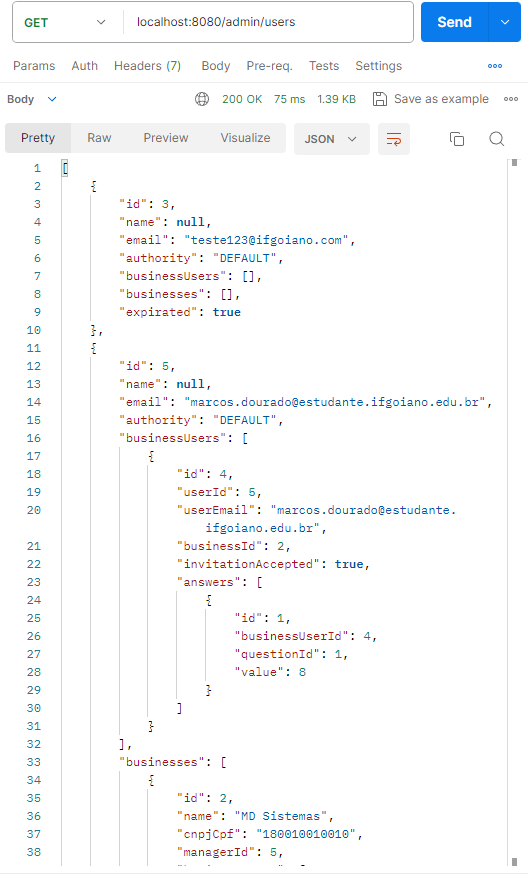 GET localhost:8080/admin/users Send
Params Auth Headers (7) Body Pre-req. Tests Settings
Body 200 OK 75 ms 1.39 KB Save as example
Pretty Raw Preview Visualize JSON
1 [
2 {
3 "id": 3,
4 "name": null,
5 "email": "teste123@ifgoiano.com",
6 "authority": "DEFAULT",
7 "businessUsers": [],
8 "businesses": [],
9 "expirated": true
10 },
11 {
12 "id": 5,
13 "name": null,
14 "email": "marcos.dourado@estudante.ifgoiano.edu.br",
15 "authority": "DEFAULT",
16 "businessUsers": [
17 {
18 "id": 4,
19 "userId": 5,
20 "userEmail": "marcos.dourado@estudante.
ifgoiano.edu.br",
21 "businessId": 2,
22 "invitationAccepted": true,
23 "answers": [
24 {
25 "id": 1,
26 "businessUserId": 4,
27 "questionId": 1,
28 "value": 8
29 }
30 ]
31 }
32 ],
33 "businesses": [
34 {
35 "id": 2,
36 "name": "MD Sistemas",
37 "cnpjCpf": "180010010010",
38 "managerId": 5,